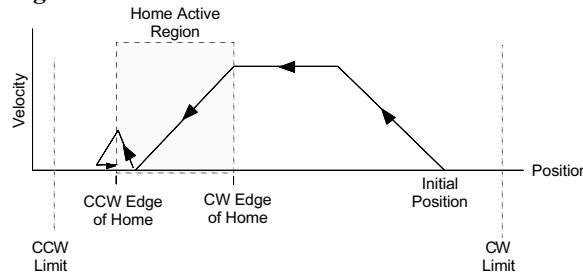 Home Active
Region
Velocity
Position
CCW Edge
of Home
CW Edge
of Home
Initial
Position
CCW
Limit
CW
Limit